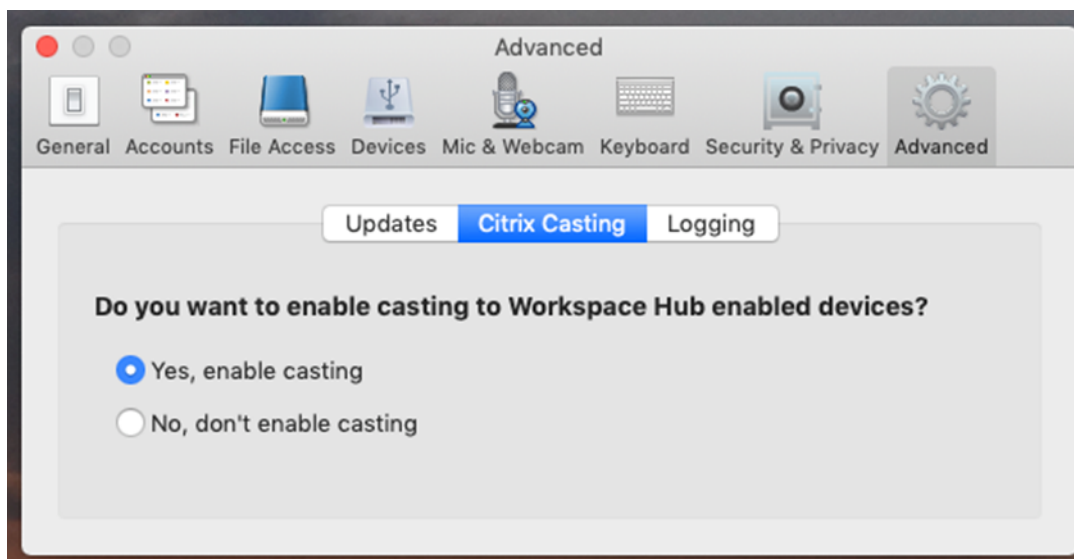 Advanced
General Accounts File Access Devices Mic & Webcam Keyboard Security & Privacy Advanced
Updates Citrix Casting Logging
Do you want to enable casting to Workspace Hub enabled devices?
Yes, enable casting
No, don't enable casting